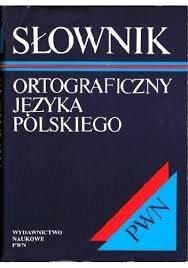 SŁOWNIK
ORTOGRAFICZNY
JĘZYKA
POLSKIEGO
PWN
WYDAWNICTWO
NAUKOWE
PWN